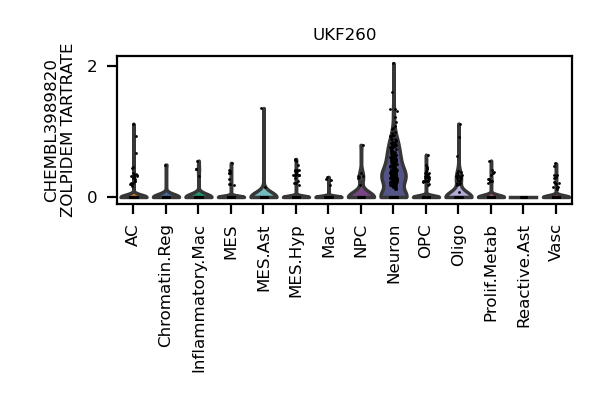 UKF260
CHEMBL3989820
ZOLPIDEM TARTRATE
2
0
AC
Chromatin.Reg
Inflammatory.Mac
MES
MES.Ast
MES.Hyp
Mac
NPC
Neuron
OPC
Oligo
Prolif.Metab
Reactive.Ast
Vasc